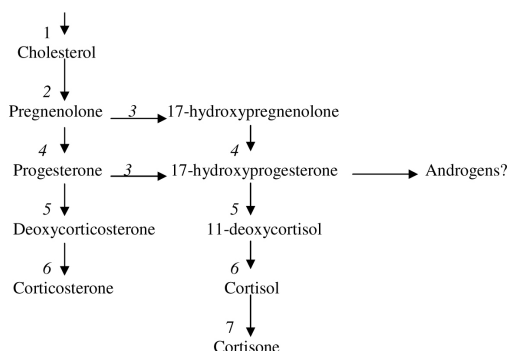 1
Cholesterol
2
Pregnenolone 3 17-hydroxypregnenolone
4 4
Progesterone 3 17-hydroxyprogesterone Androgens?
5 5
Deoxycorticosterone 11-deoxycortisol
6 6
Corticosterone Cortisol
7
Cortisone